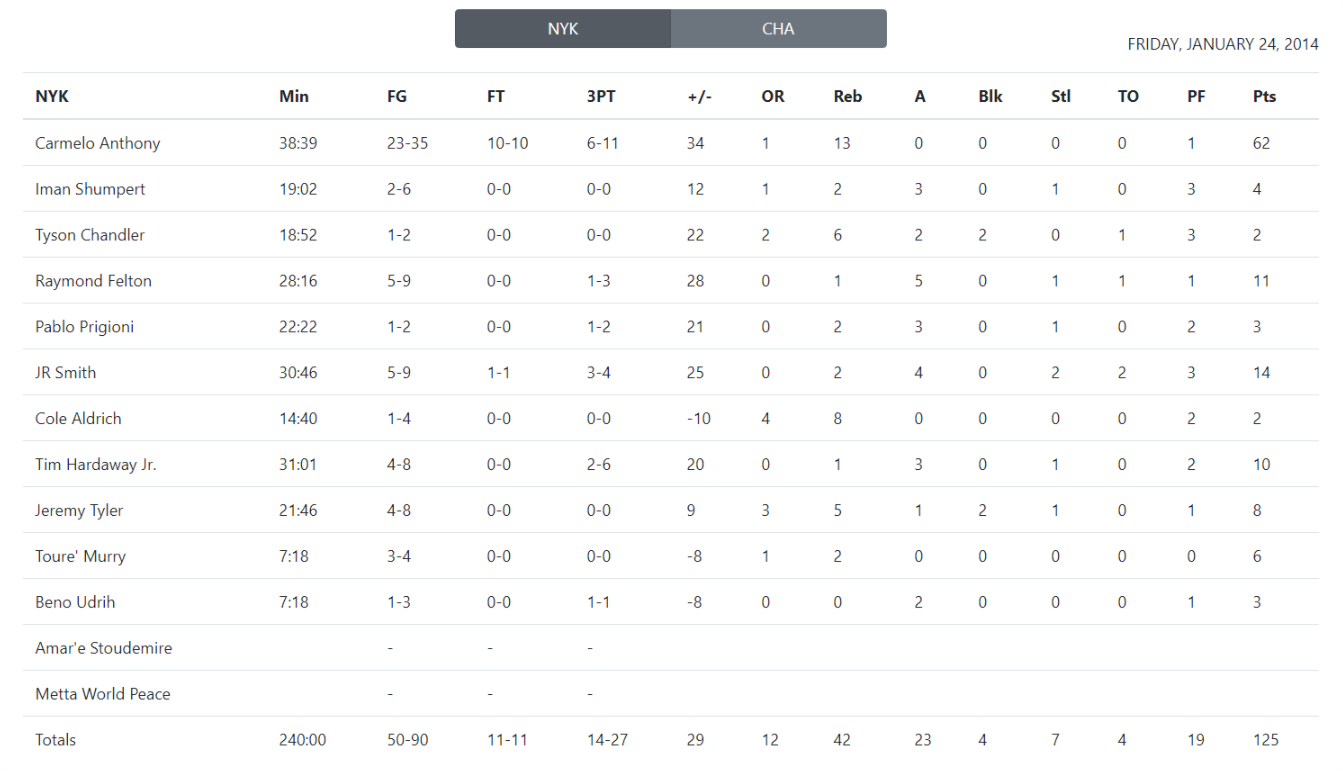 NYK CHA
FRIDAY, JANUARY 24, 2014
NYK Min FG FT 3PT +/- OR Reb A Blk Stl TO PF Pts
Carmelo Anthony 38:39 23-35 10-10 6-11 34 1 13 0 0 0 0 1 62
Iman Shumpert 19:02 2-6 0-0 0-0 12 1 2 3 0 1 0 3 4
Tyson Chandler 18:52 1-2 0-0 0-0 22 2 6 2 2 0 1 3 2
Raymond Felton 28:16 5-9 0-0 1-3 28 0 1 5 0 1 1 1 11
Pablo Prigioni 22:22 1-2 0-0 1-2 21 0 2 3 0 1 0 2 3
JR Smith 30:46 5-9 1-1 3-4 25 0 2 4 0 2 2 3 14
Cole Aldrich 14:40 1-4 0-0 0-0 -10 4 8 0 0 0 0 2 2
Tim Hardaway Jr. 31:01 4-8 0-0 2-6 20 0 1 3 0 1 0 2 10
Jeremy Tyler 21:46 4-8 0-0 0-0 9 3 5 1 2 1 0 1 8
Toure' Murry 7:18 3-4 0-0 0-0 -8 1 2 0 0 0 0 0 6
Beno Udrih 7:18 1-3 0-0 1-1 -8 0 0 2 0 0 0 1 3
Amar'e Stoudemire - - -
Metta World Peace - - -
Totals 240:00 50-90 11-11 14-27 29 12 42 23 4 7 4 19 125